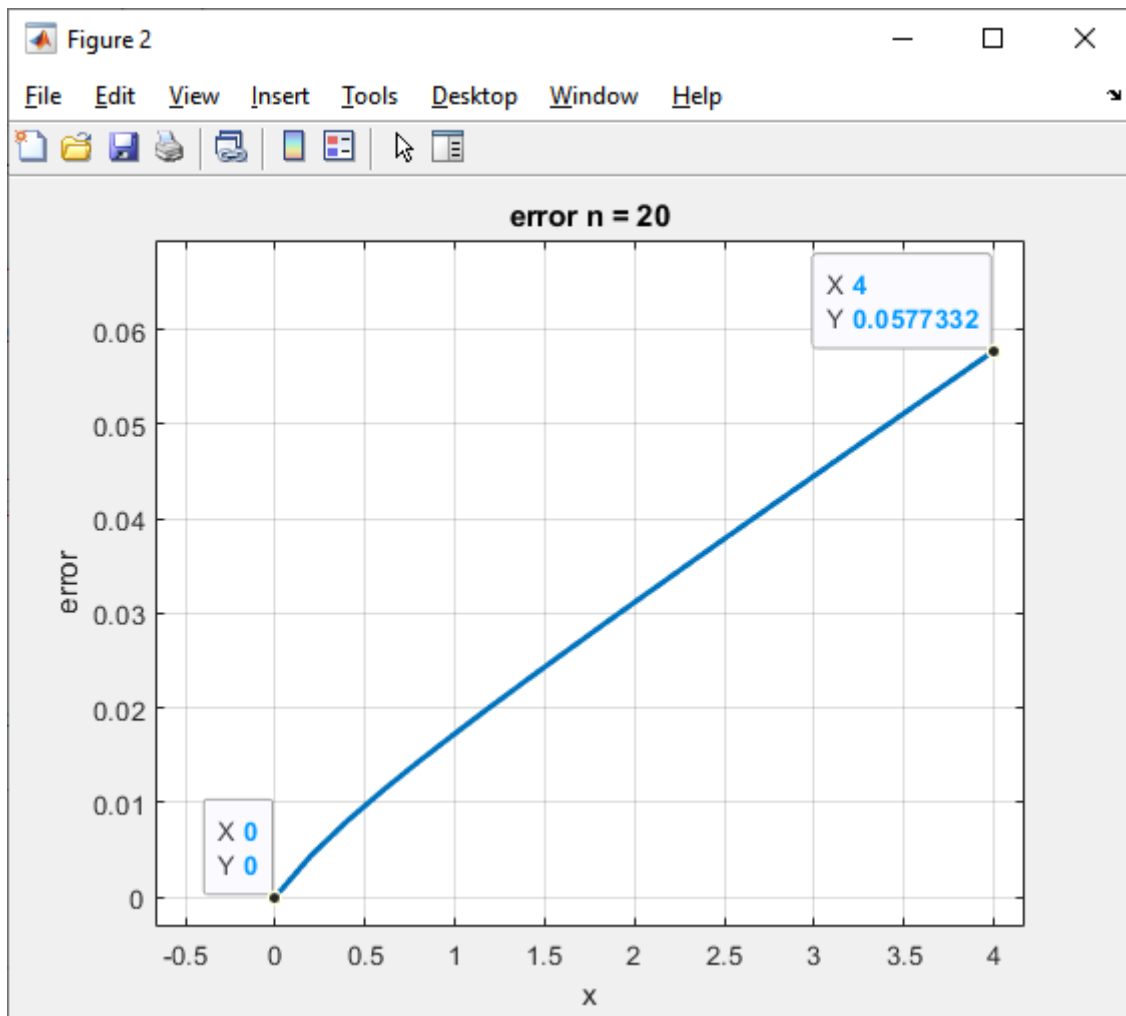 Figure 2
File Edit View Insert Tools Desktop Window Help
error n = 20
X 4
Y 0.0577332
0.06
0.05
0.04
0.03
0.02
0.01
0
error
X 0
Y 0
-0.5 0 0.5 1 1.5 2 2.5 3 3.5 4
x